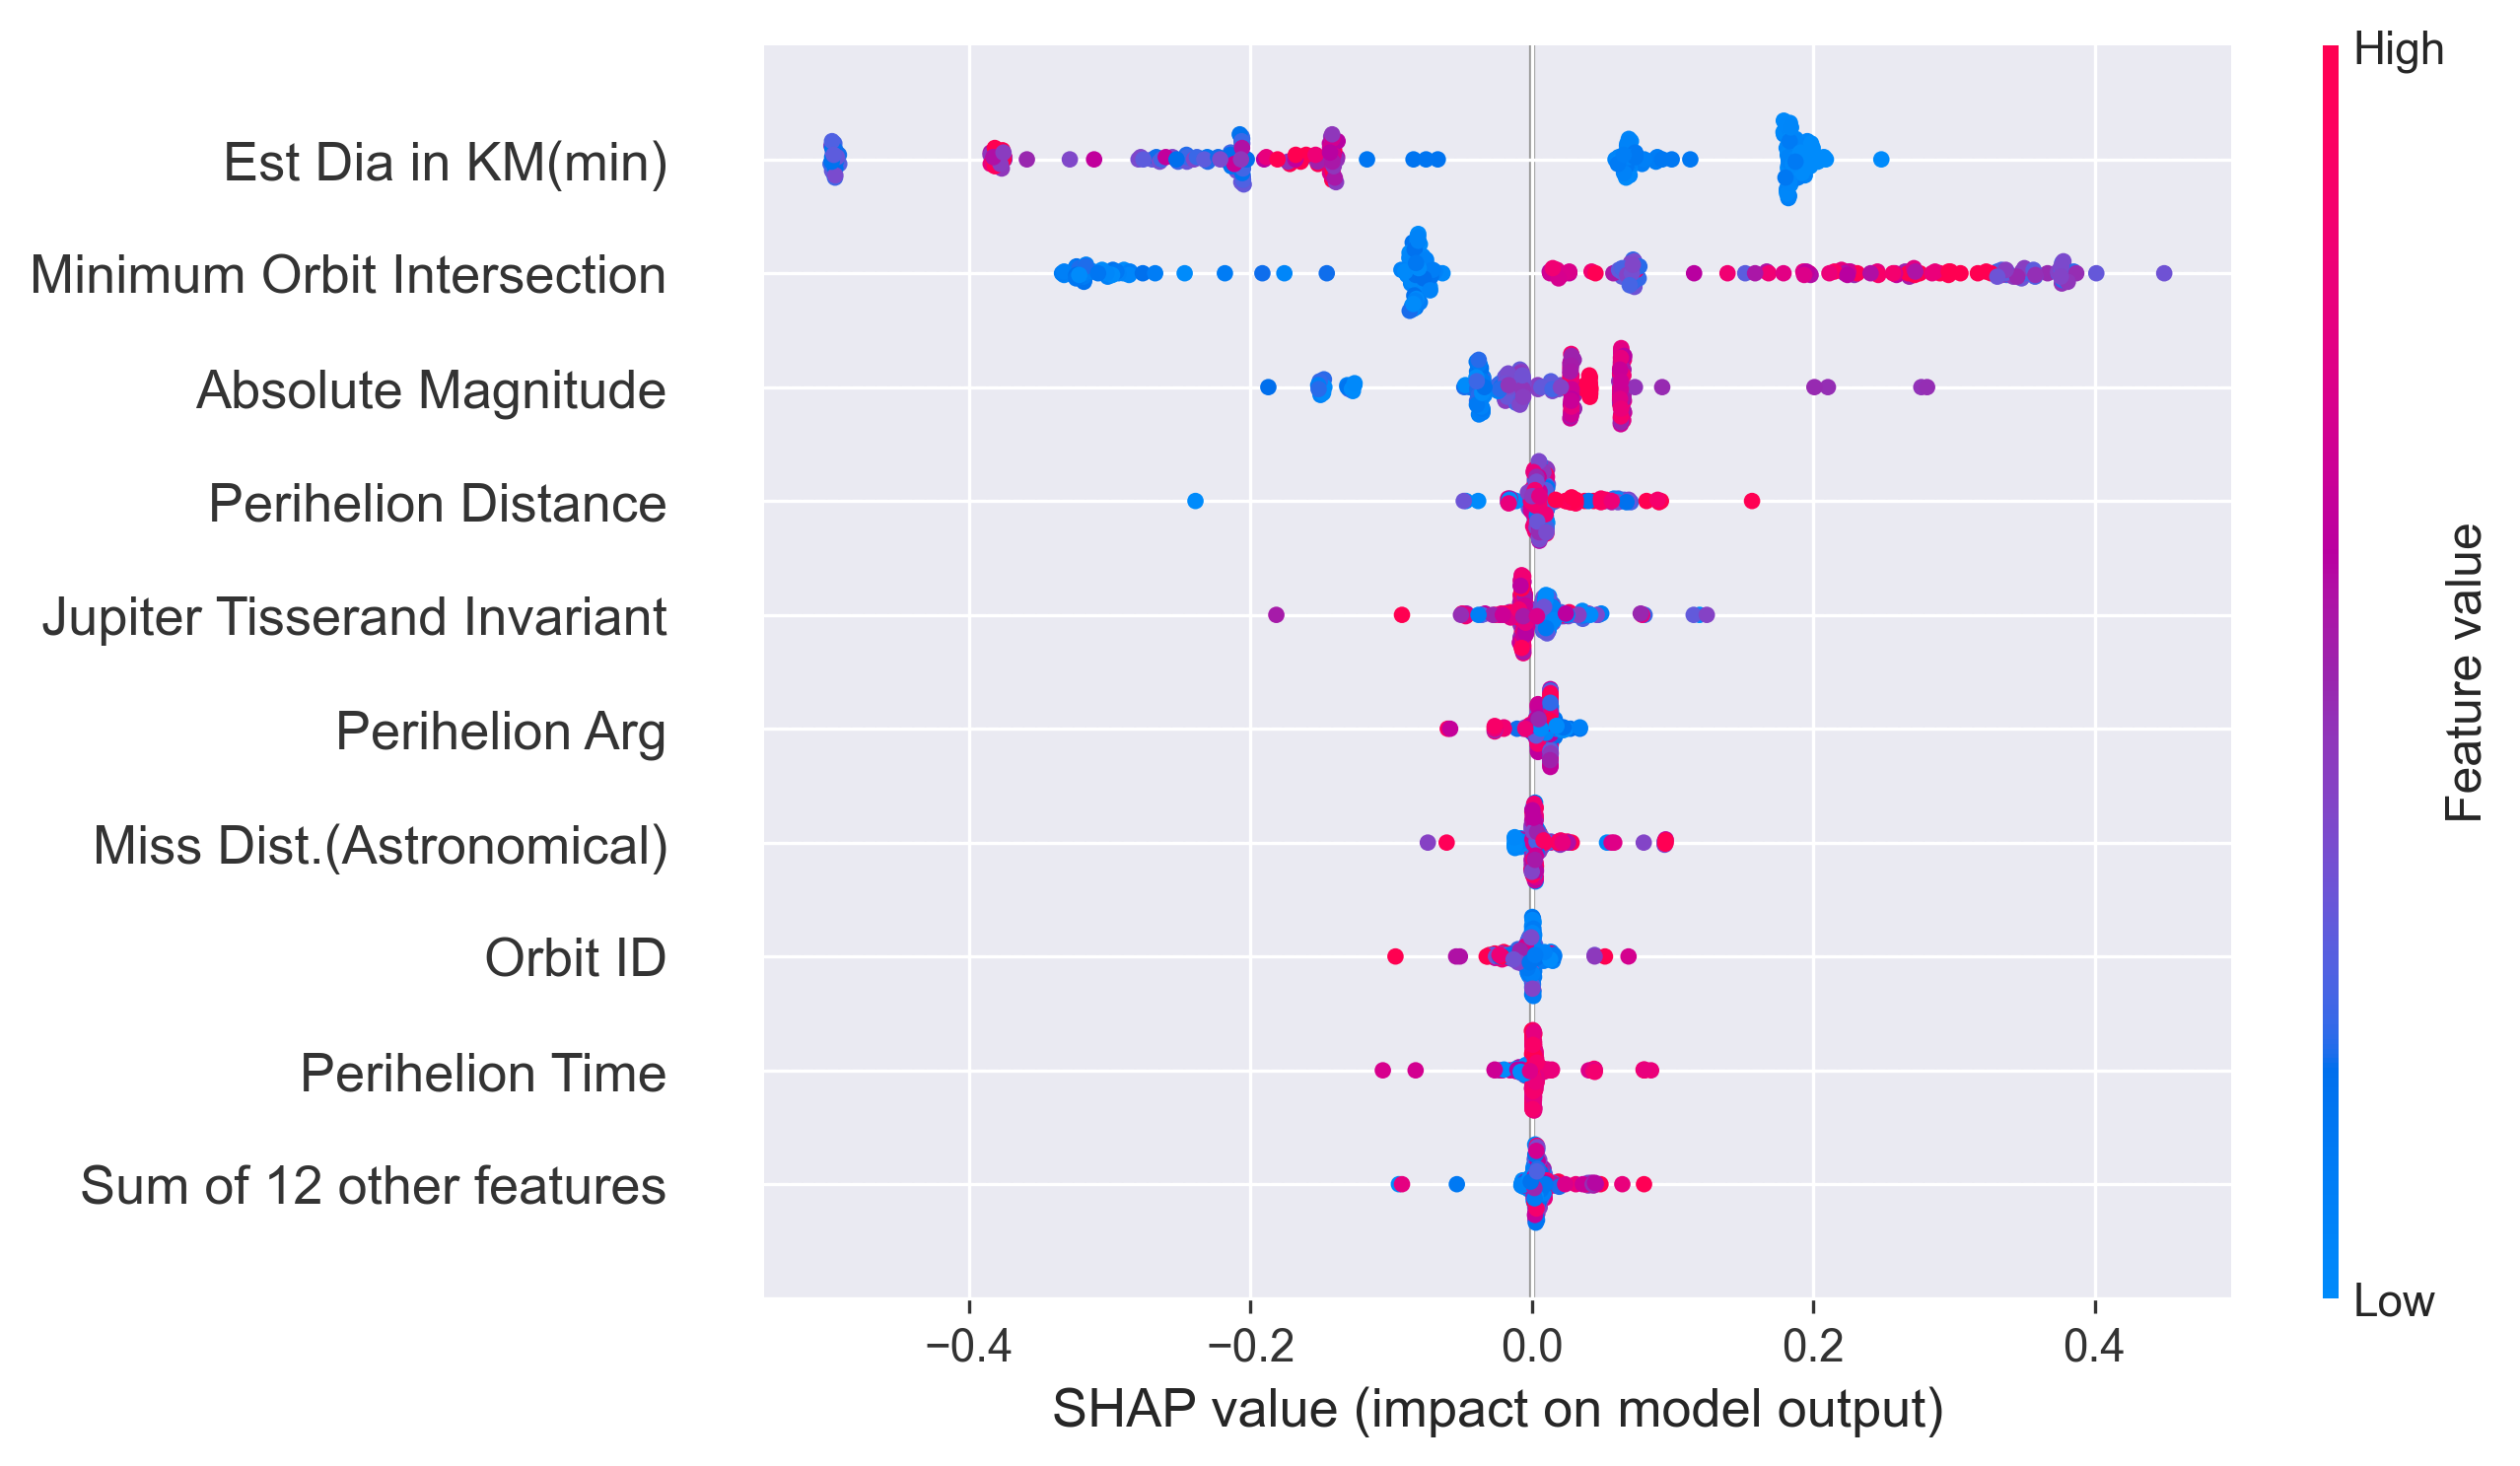 High
Est Dia in KM(min)
Minimum Orbit Intersection
Absolute Magnitude
Perihelion Distance
Jupiter Tisserand Invariant
Perihelion Arg
Miss Dist.(Astronomical)
Orbit ID
Perihelion Time
Sum of 12 other features
Feature value
Low
−0.4 −0.2 0.0 0.2 0.4
SHAP value (impact on model output)